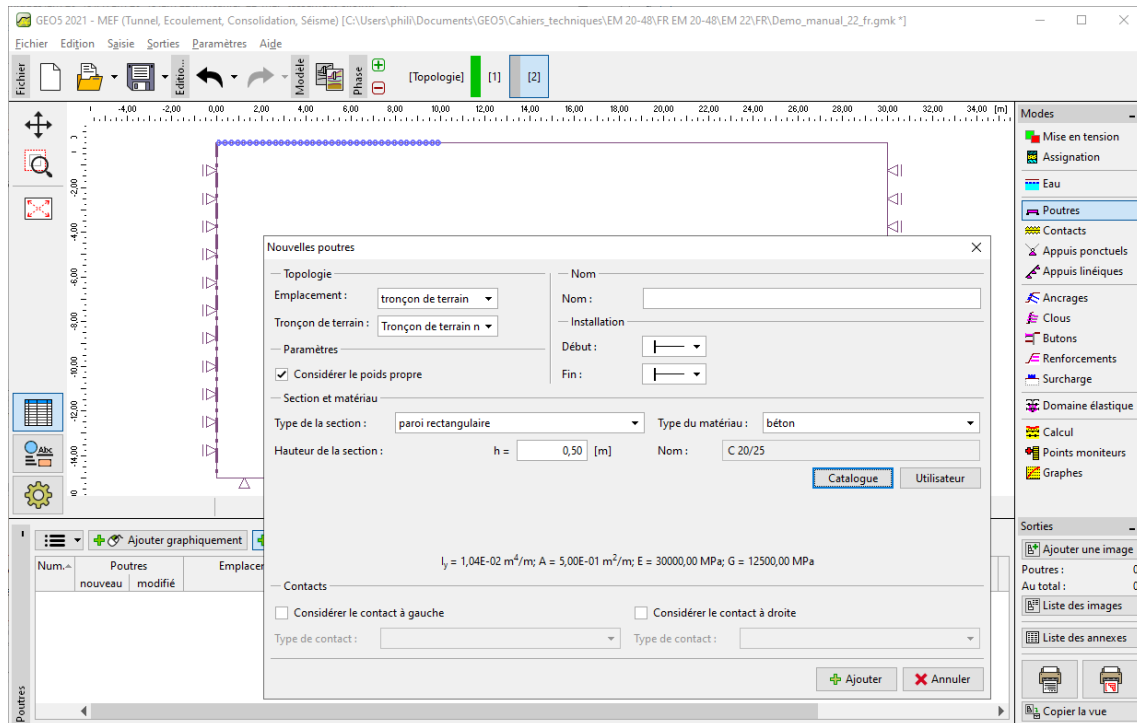 GEO5 2021 - MEF (Tunnel, Ecoulement, Consolidation, Séisme) [C:\Users\phili\Documents\GEO5\Cahiers_techniques\EM 20-48\FR EM 20-48\EM 22\FR\Demo_manual_22_fr.gmk *]
Fichier Edition Saisie Sorties Paramètres Aide
Fichier
Editio...
Modèle
Phase
[Topologie] [1] [2]
-4,00 -2,00 0,00 2,00 4,00 6,00 8,00 10,00 12,00 14,00 16,00 18,00 20,00 22,00 24,00 26,00 28,00 30,00 32,00 34,00 [m]
-2,00
-4,00
-6,00
-8,00
-10,00
-12,00
-14,00
Abc
Modes
Mise en tension
Assignation
Eau
Poutres
Contacts
Appuis ponctuels
Appuis linéiques
Ancrages
Clous
Butons
Renforcements
Surcharge
Domaine élastique
Calcul
Points moniteurs
Graphes
Nouvelles poutres
Topologie
Emplacement : tronçon de terrain
Tronçon de terrain : Tronçon de terrain n
Paramètres
Considérer le poids propre
Nom
Nom :
Installation
Début :
Fin :
Section et matériau
Type de la section : paroi rectangulaire Type du matériau : béton
Hauteur de la section : h = 0,50 [m] Nom : C 20/25
Catalogue Utilisateur
Iy = 1,04E-02 m⁴/m; A = 5,00E-01 m²/m; E = 30000,00 MPa; G = 12500,00 MPa
Contacts
Considérer le contact à gauche Considérer le contact à droite
Type de contact : Type de contact :
Ajouter Annuler
Ajouter graphiquement
Num. Poutres Emplacer
nouveau modifié
Poutres
Sorties
Ajouter une image
Poutres : 0
Au total : 0
Liste des images
Liste des annexes
Copier la vue